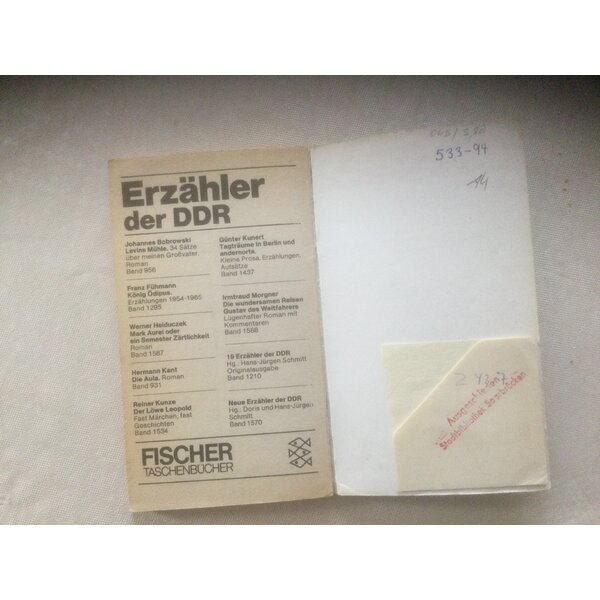 Erzähler
der DDR
Johannes Bobrowski
Levins Mühle. 34 Sätze
über meinen Großvater.
Roman
Band 956
Franz Fühmann
König Ödipus.
Erzählungen 1954-1965
Band 1295
Werner Heiduczek
Mark Aurel oder
ein Semester Zärtlichkeit
Roman
Band 1587
Hermann Kant
Die Aula. Roman
Band 931
Reiner Kunze
Der Löwe Leopold
Fast Märchen, fast
Geschichten
Band 1534
Günter Kunert
Tagträume in Berlin und
andernorts.
Kleine Prosa, Erzählungen,
Aufsätze
Band 1437
Irmtraud Morgner
Die wundersamen Reisen
Gustav des Weltfahrers
Lügenhafter Roman mit
Kommentaren
Band 1568
19 Erzähler der DDR
Hg.: Hans-Jürgen Schmitt
Originalausgabe
Band 1210
Neue Erzähler der DDR
Hg.: Doris und Hans-Jürgen
Schmitt
Band 1570
FISCHER
TASCHENBÜCHER
533-94
Ausgeschieden
Stadtbibliothek Saarbrücken